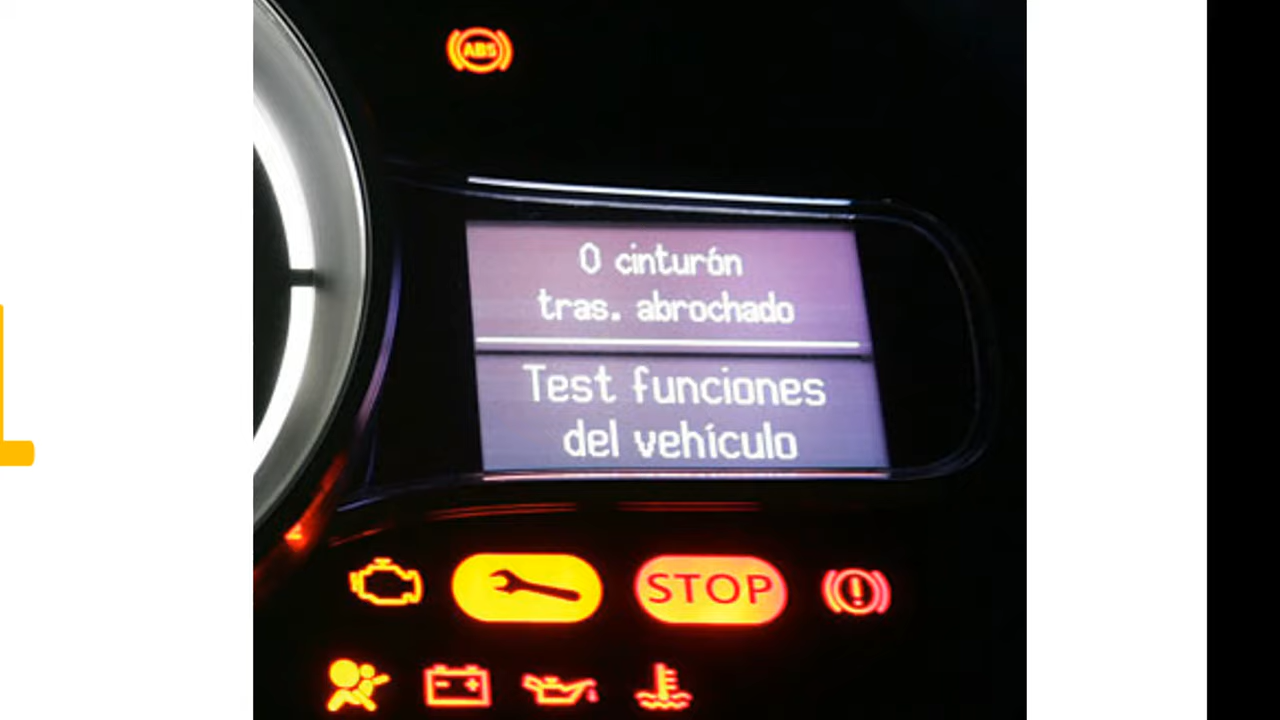 ABS
0 cinturón
tras. abrochado
Test funciones
del vehículo
STOP